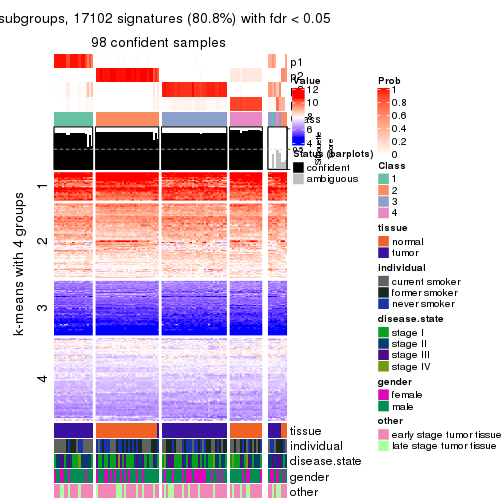 subgroups, 17102 signatures (80.8%) with fdr < 0.05
98 confident samples
p1
p2
Value
12
10
8
6
4
Status (barplots)
confident
ambiguous
k-means with 4 groups
1
2
3
4
tissue
individual
disease.state
gender
other
Prob
1
0.8
0.6
0.4
0.2
0
Class
1
2
3
4
tissue
normal
tumor
individual
current smoker
former smoker
never smoker
disease.state
stage I
stage II
stage III
stage IV
gender
female
male
other
early stage tumor tissue
late stage tumor tissue